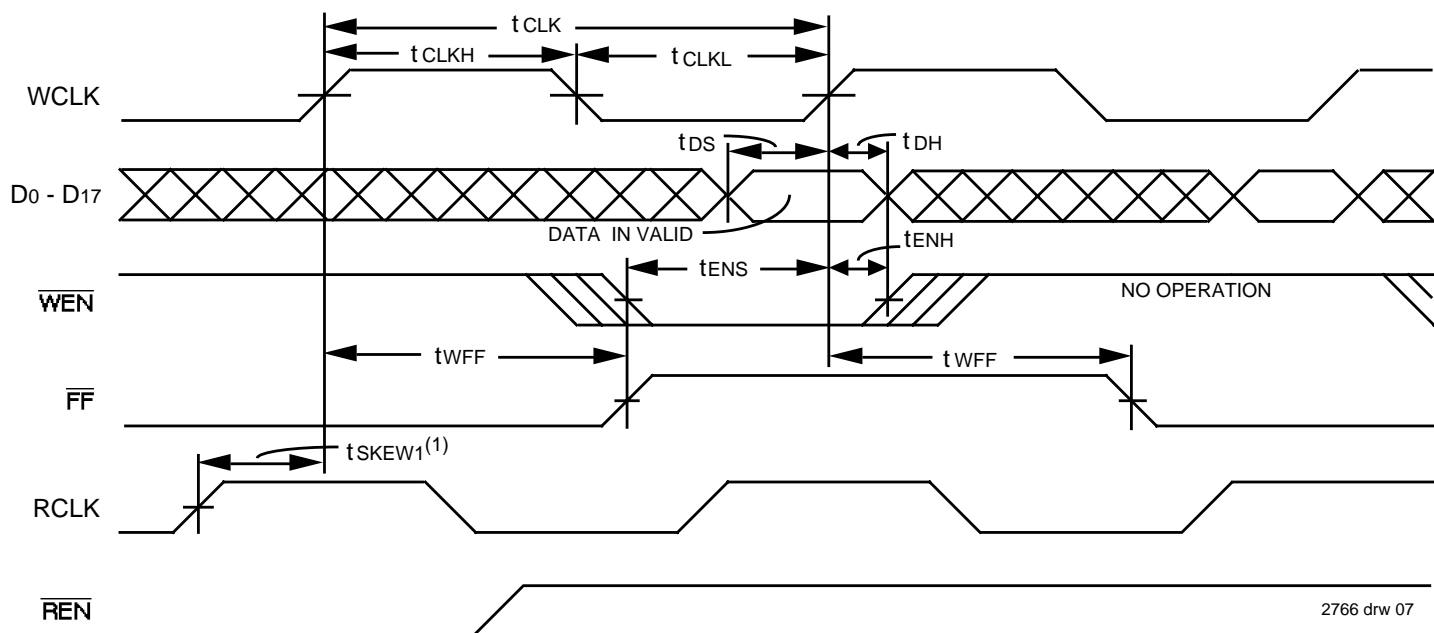 tCLK
tCLKH
tCLKL
WCLK
tDS
tDH
D0 - D17
DATA IN VALID
tENH
tENS
WEN
NO OPERATION
tWFF
tWFF
FF
tSKEW1(1)
RCLK
REN
2766 drw 07